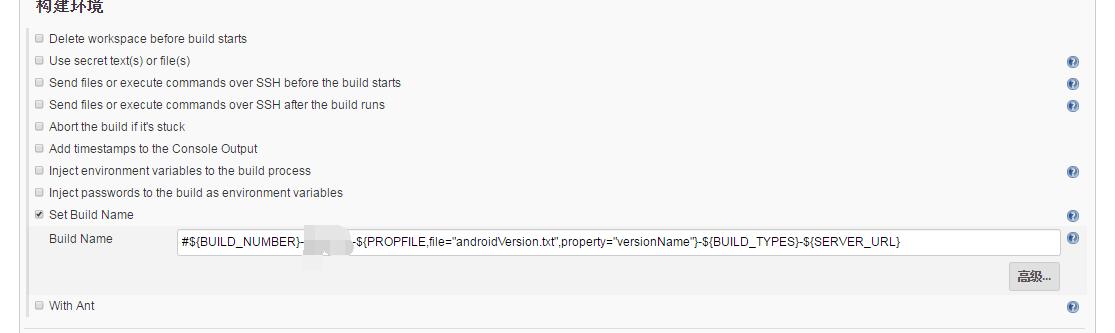 构建环境
Delete workspace before build starts
Use secret text(s) or file(s)
Send files or execute commands over SSH before the build starts
Send files or execute commands over SSH after the build runs
Abort the build if it's stuck
Add timestamps to the Console Output
Inject environment variables to the build process
Inject passwords to the build as environment variables
Set Build Name
Build Name #${BUILD_NUMBER}- -${PROPFILE,file="androidVersion.txt",property="versionName"}-${BUILD_TYPES}-${SERVER_URL}
高级...
With Ant